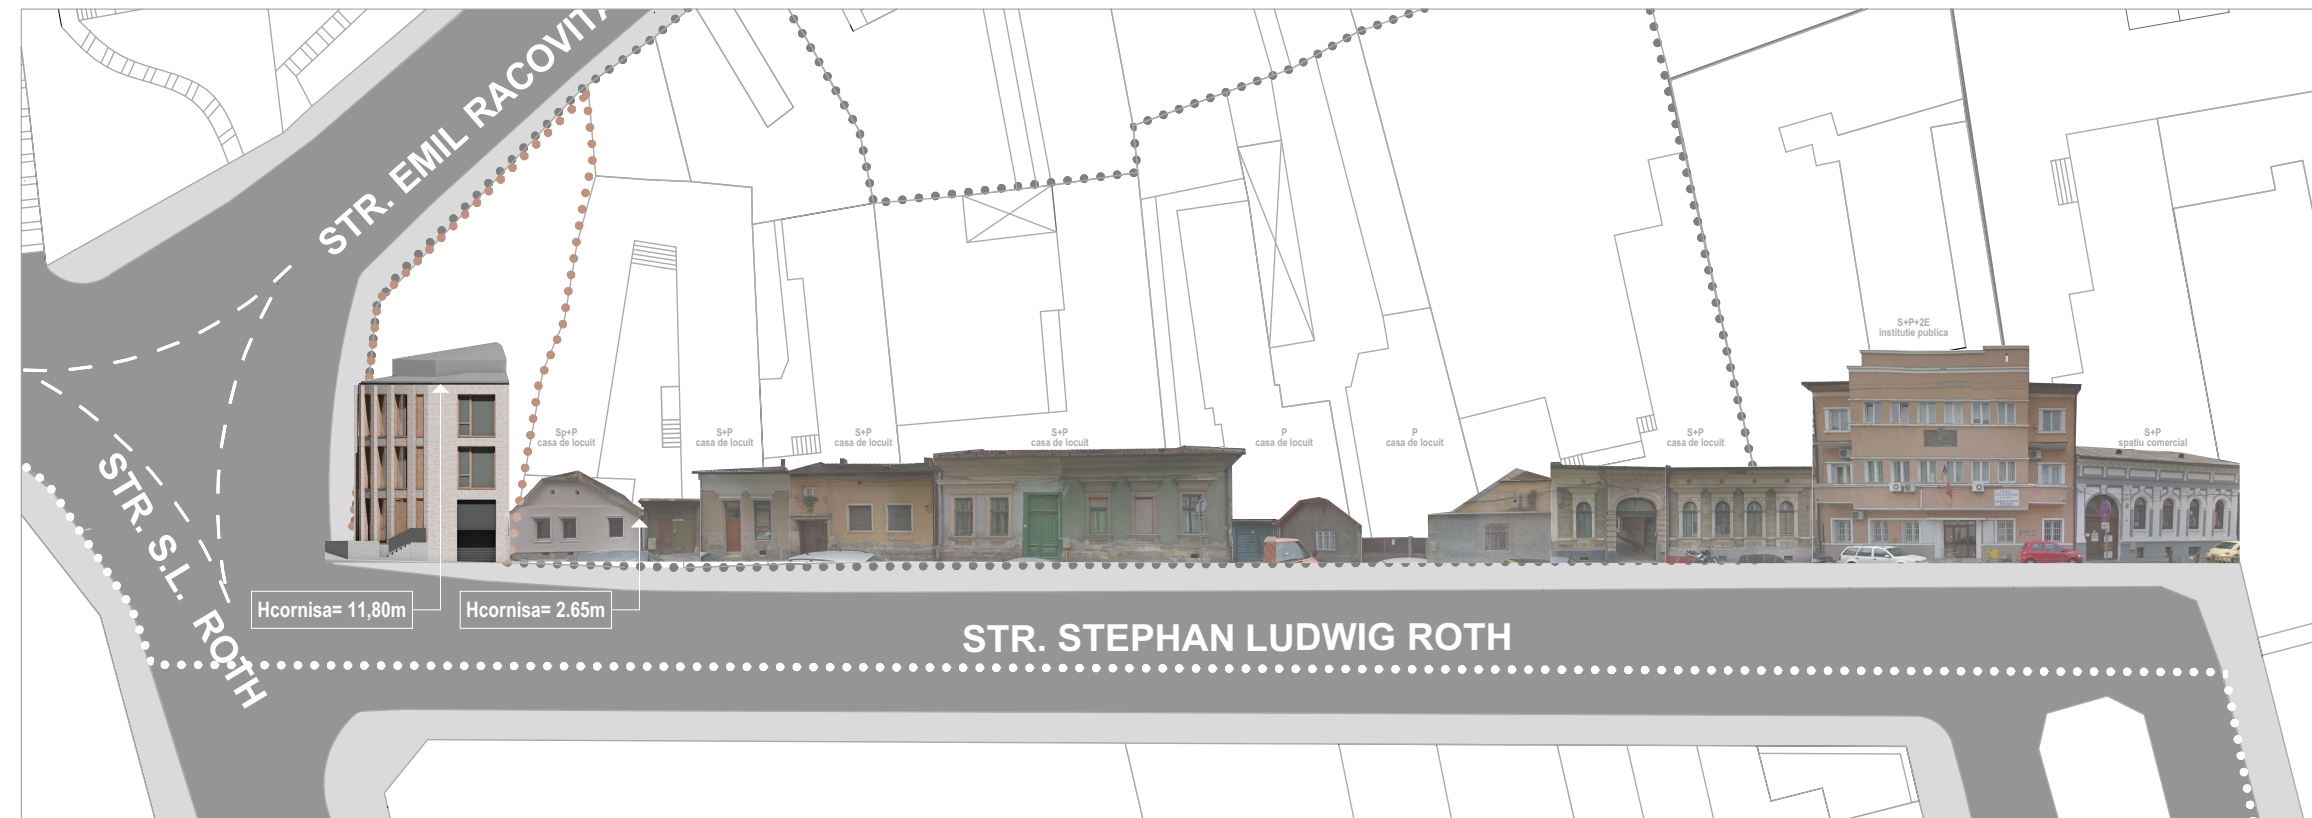 STR. EMIL RACOVITA
S+P+2E
institutie publica
Sp+P
casa de locuit
S+P
casa de locuit
S+P
casa de locuit
S+P
casa de locuit
P
casa de locuit
P
casa de locuit
S+P
casa de locuit
S+P
spatiu comercial
STR. S.L. ROTH
Hcornisa= 11,80m
Hcornisa= 2.65m
STR. STEPHAN LUDWIG ROTH